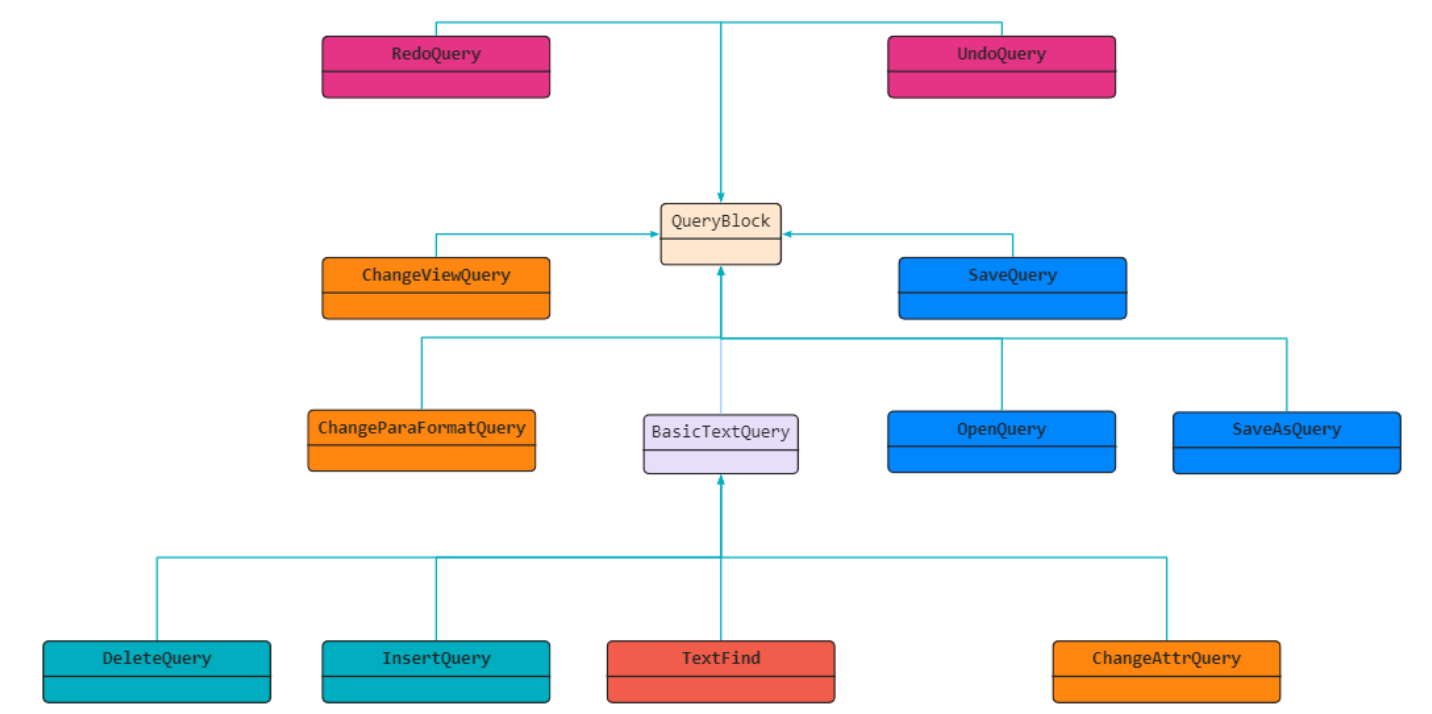 RedoQuery
UndoQuery
QueryBlock
ChangeViewQuery
SaveQuery
ChangeParaFormatQuery
BasicTextQuery
OpenQuery
SaveAsQuery
DeleteQuery
InsertQuery
TextFind
ChangeAttrQuery